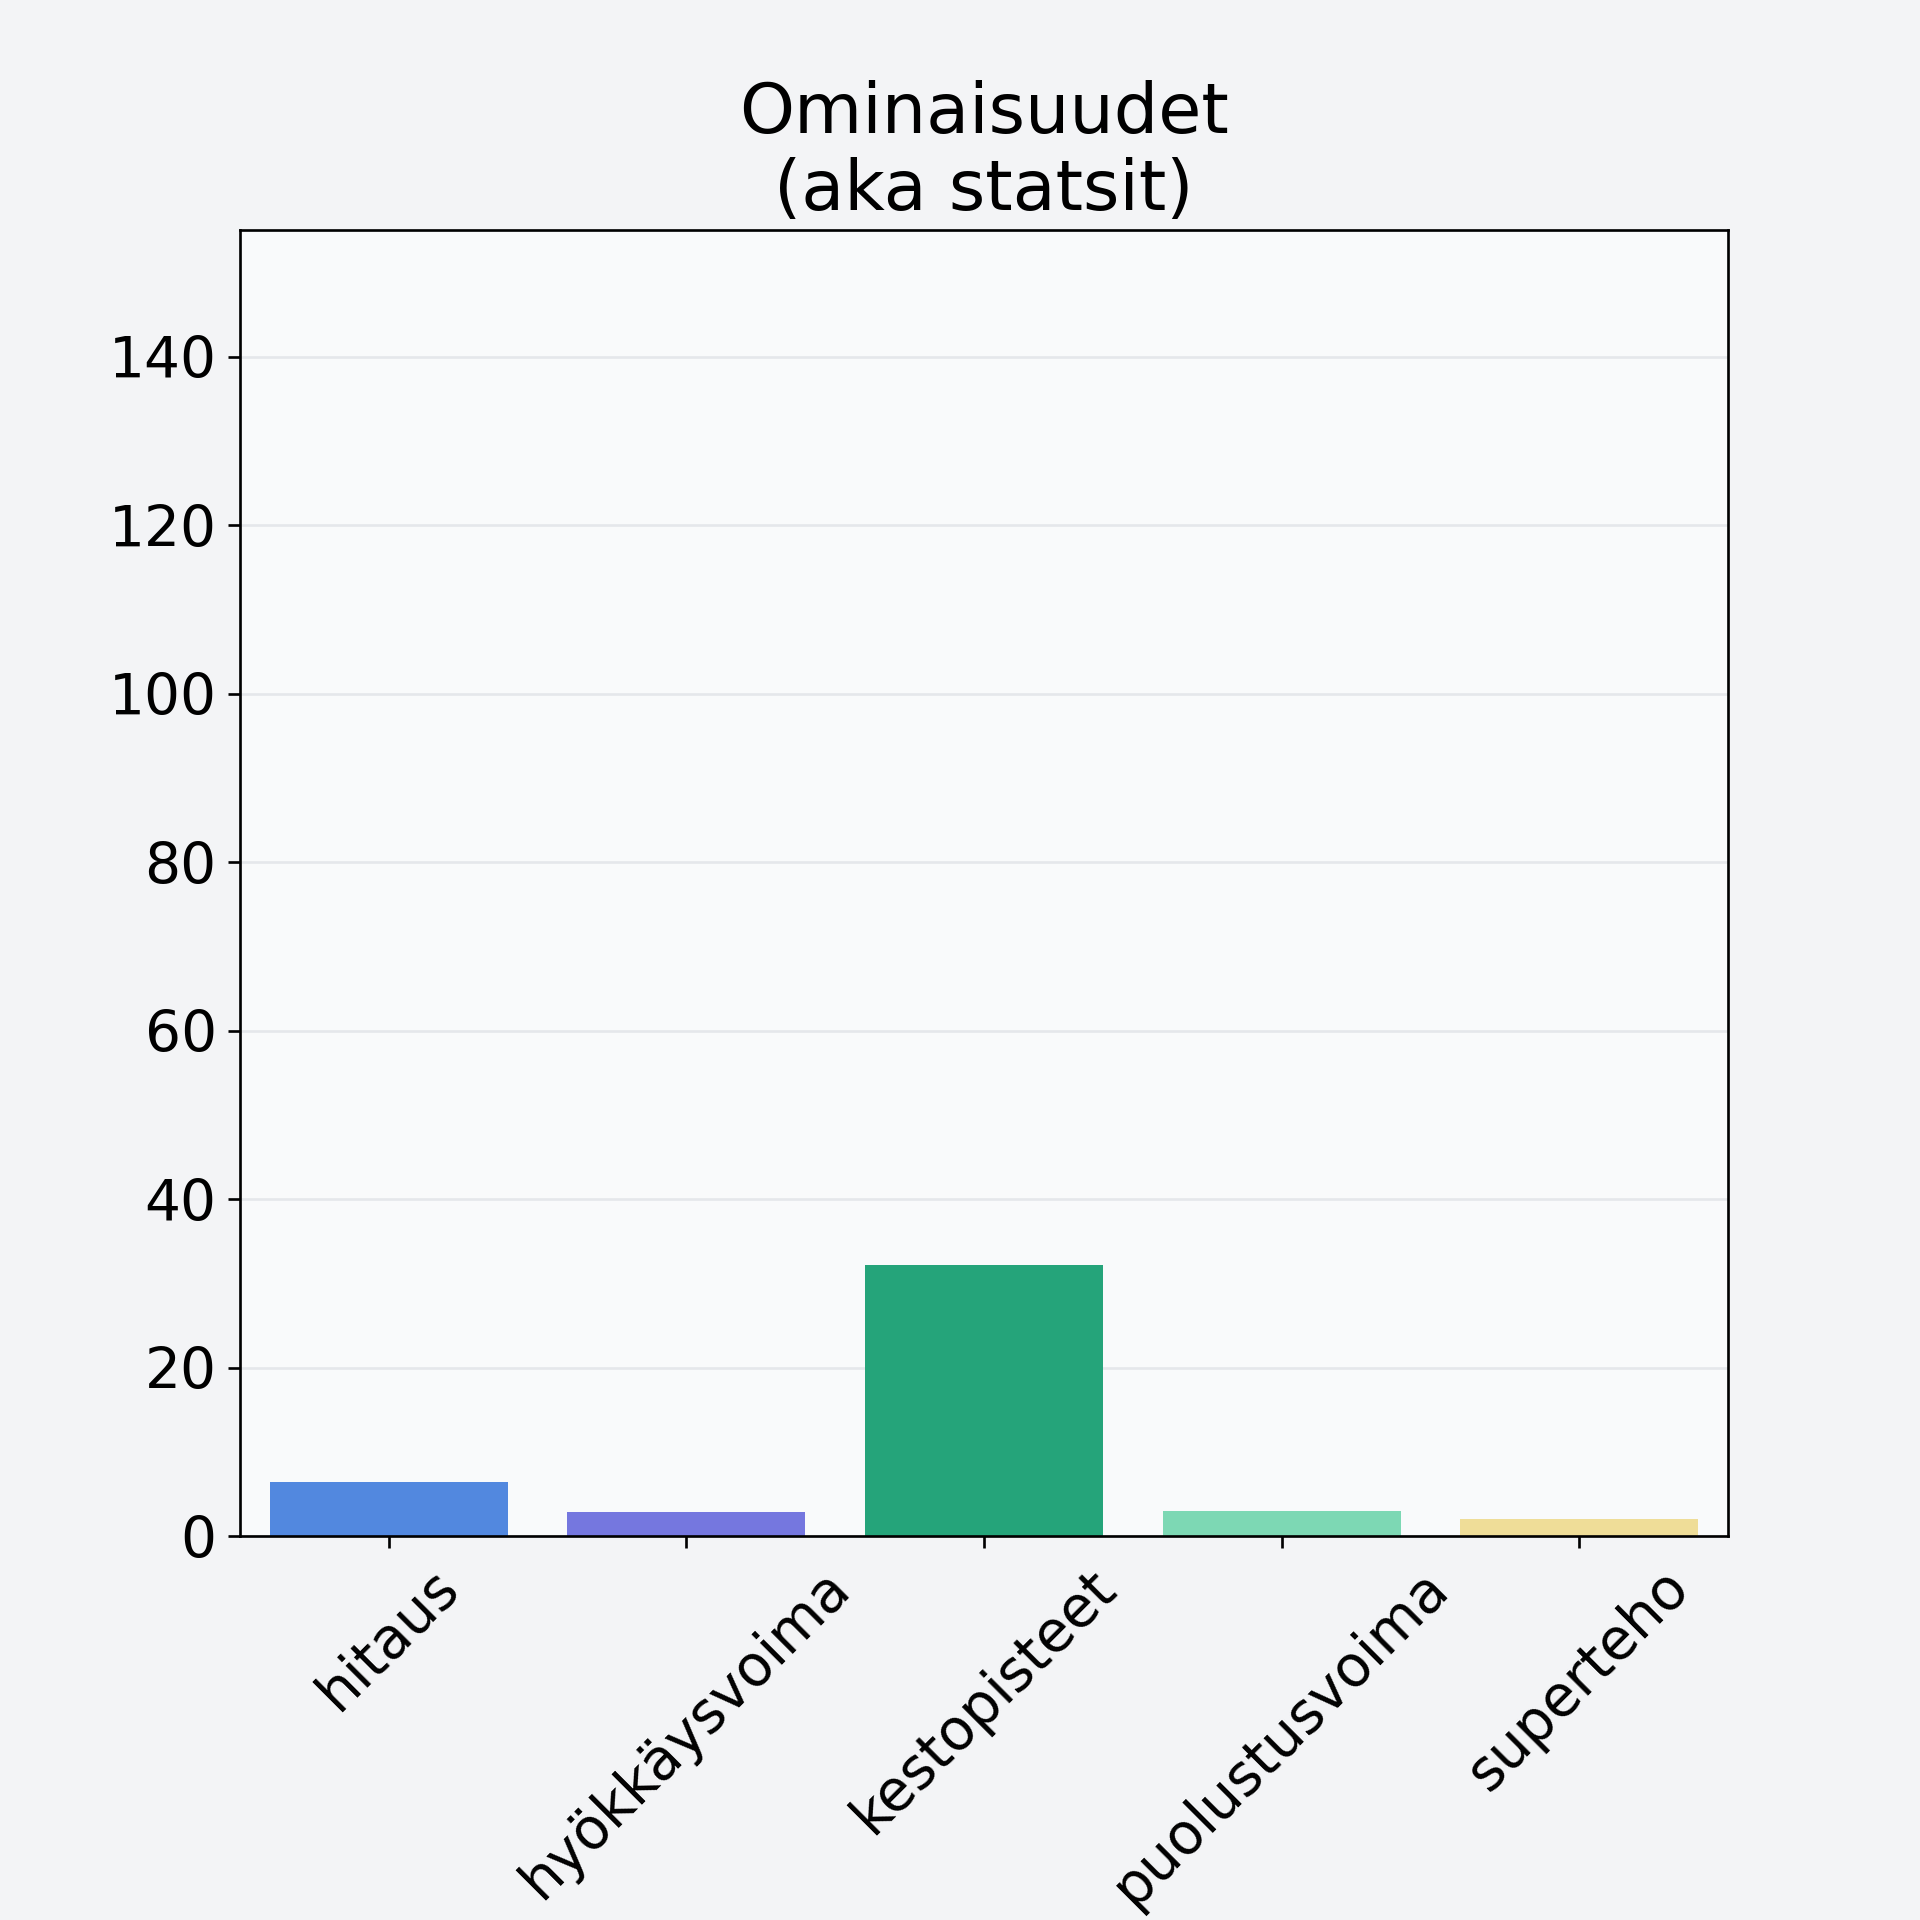 Ominaisuudet
(aka statsit)
140
120
100
80
60
40
20
0
hitaus
hyökkäysvoima
kestopisteet
puolustusvoima
superteho